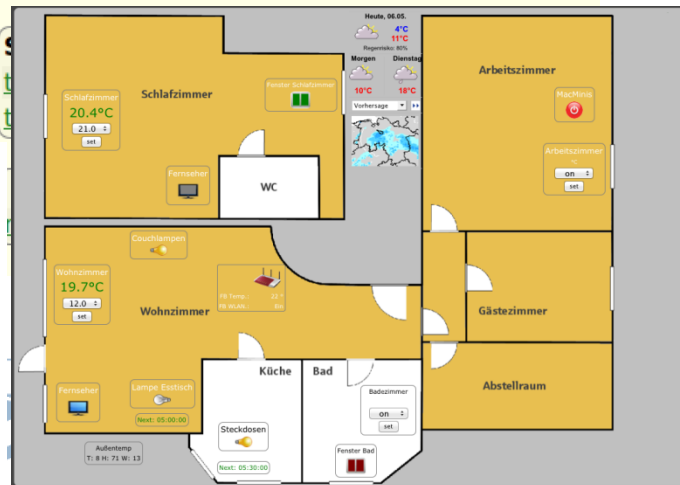 Heute, 06.05.
4°C
11°C
Regenrisiko: 80%
Morgen
Dienstag
10°C
18°C
Vorhersage
Schlafzimmer
Schlafzimmer
20.4°C
21.0
set
Fenster Schlafzimmer
Fernseher
WC
Arbeitszimmer
MacMinis
Arbeitszimmer
°C
on
set
Couchlampen
Wohnzimmer
19.7°C
12.0
set
FB Temp.:
FB WLAN.:
Wohnzimmer
Gästezimmer
Abstellraum
Küche
Bad
Fernseher
Lampe Esstisch
Next: 05:00:00
Badezimmer
on
set
Steckdosen
Next: 05:30:00
Fenster Bad
Außentemp
T: 8 H: 71 W: 13